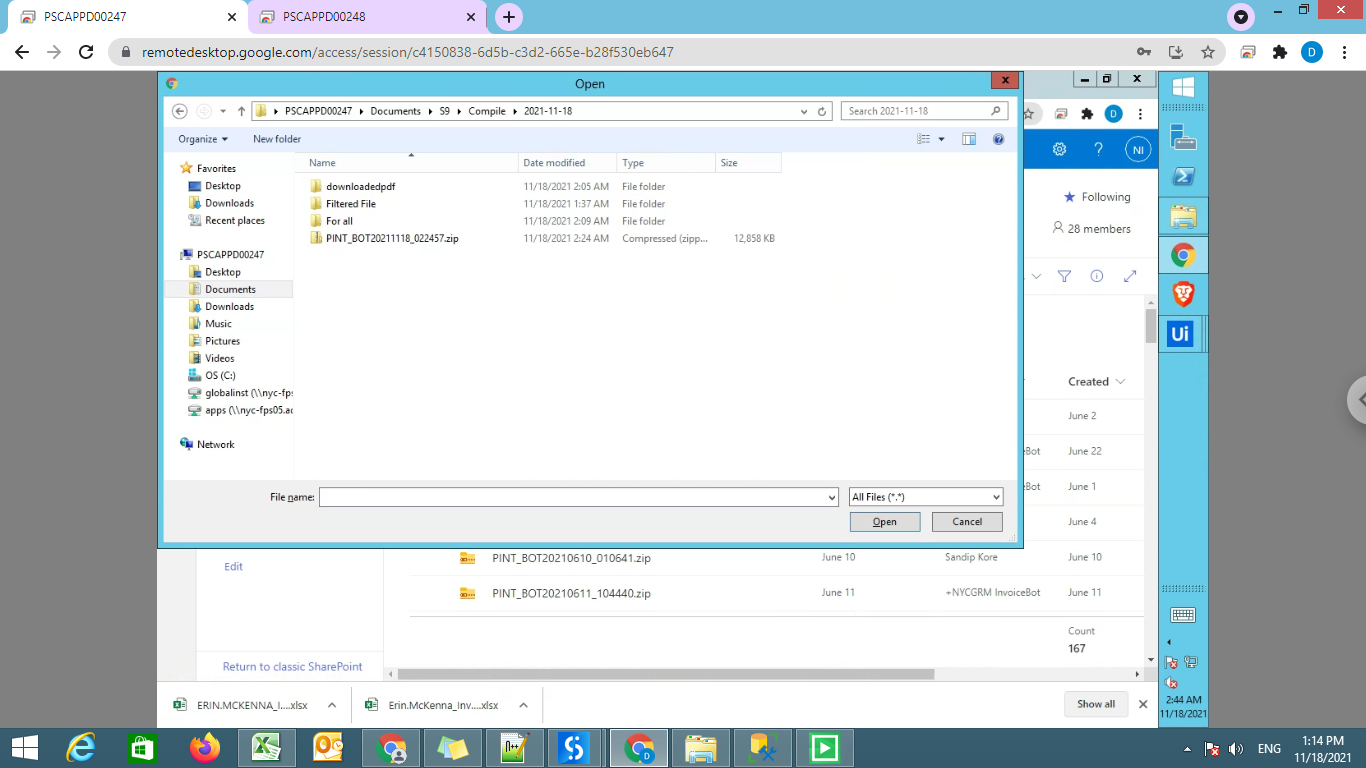 PSCAPPD00247
PSCAPPD00248
remotedesktop.google.com/access/session/c4150838-6d5b-c3d2-665e-b28f530eb647
D
Open
PSCAPPD00247 Documents S9 Compile 2021-11-18
Search 2021-11-18
D
Organize New folder
?
NI
Name Date modified Type Size
Favorites
Desktop
Downloads
Recent places
PSCAPPD00247
Desktop
Documents
Downloads
Music
Pictures
Videos
OS (C:)
globalinst (\\nyc-fps
apps (\\nyc-fps05.ac
Network
downloadedpdf 11/18/2021 2:05 AM File folder
Filtered File 11/18/2021 1:37 AM File folder
For all 11/18/2021 2:09 AM File folder
PINT_BOT20211118_022457.zip 11/18/2021 2:24 AM Compressed (zipp... 12,858 KB
Following
28 members
Ui
Created
June 2
eBot June 22
eBot June 1
June 4
File name: All Files (*.*)
Open Cancel
PINT_BOT20210610_010641.zip June 10 Sandip Kore June 10
Edit
PINT_BOT20210611_104440.zip June 11 +NYCGRM InvoiceBot June 11
Count
167
Return to classic SharePoint
ERIN.MCKENNA_I....xlsx
Erin.McKenna_Inv....xlsx
Show all
2:44 AM
11/18/2021
ENG
1:14 PM
11/18/2021